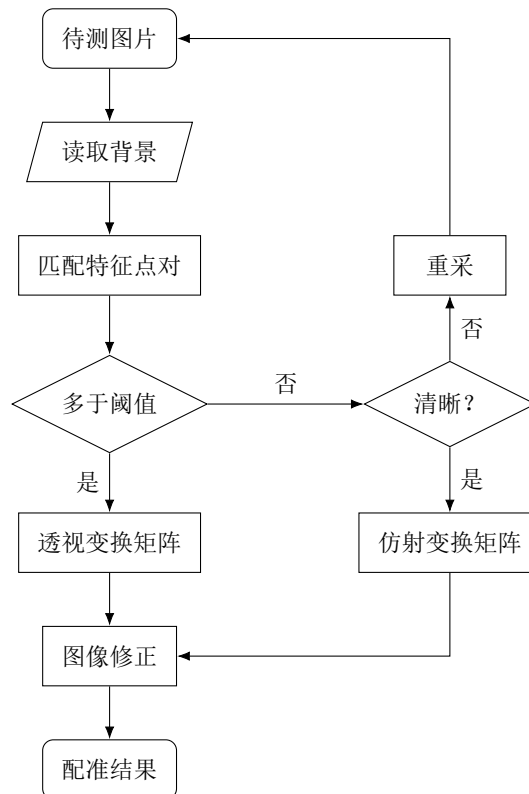 待测图片
读取背景
匹配特征点对
重采
否
多于阈值
否
清晰？
是
是
透视变换矩阵
仿射变换矩阵
图像修正
配准结果